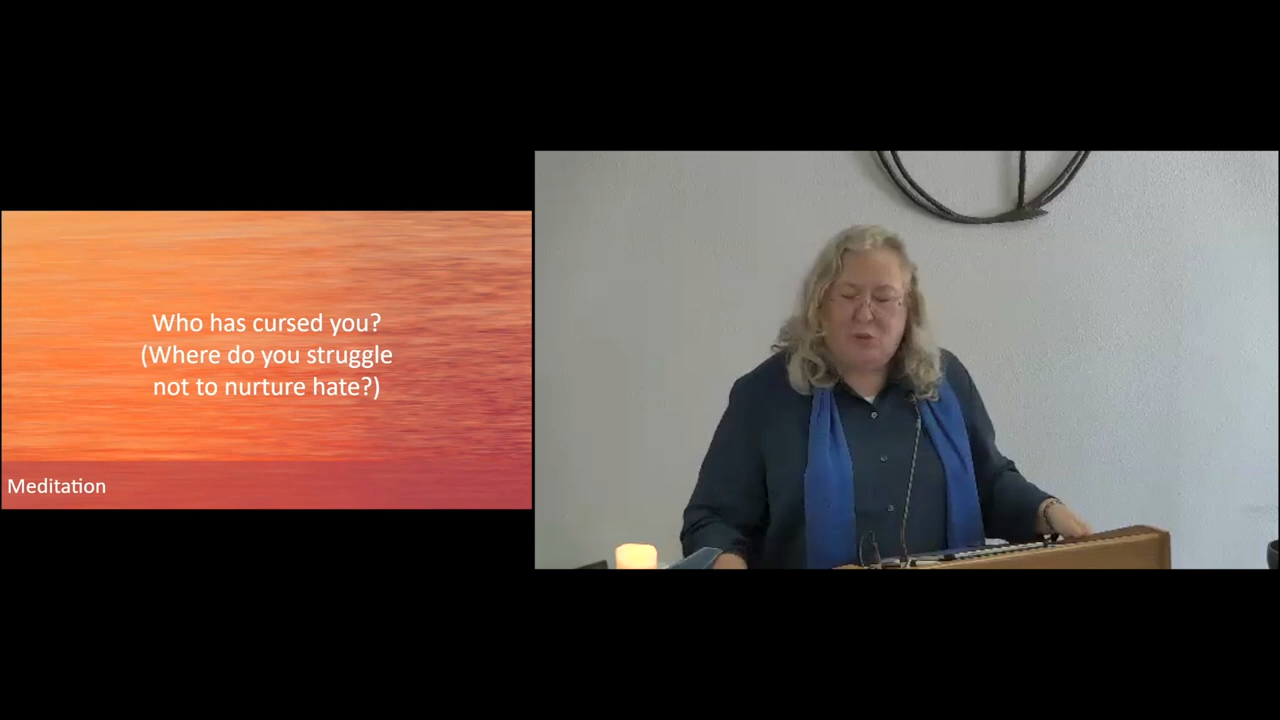 Who has cursed you?
(Where do you struggle
not to nurture hate?)
Meditation